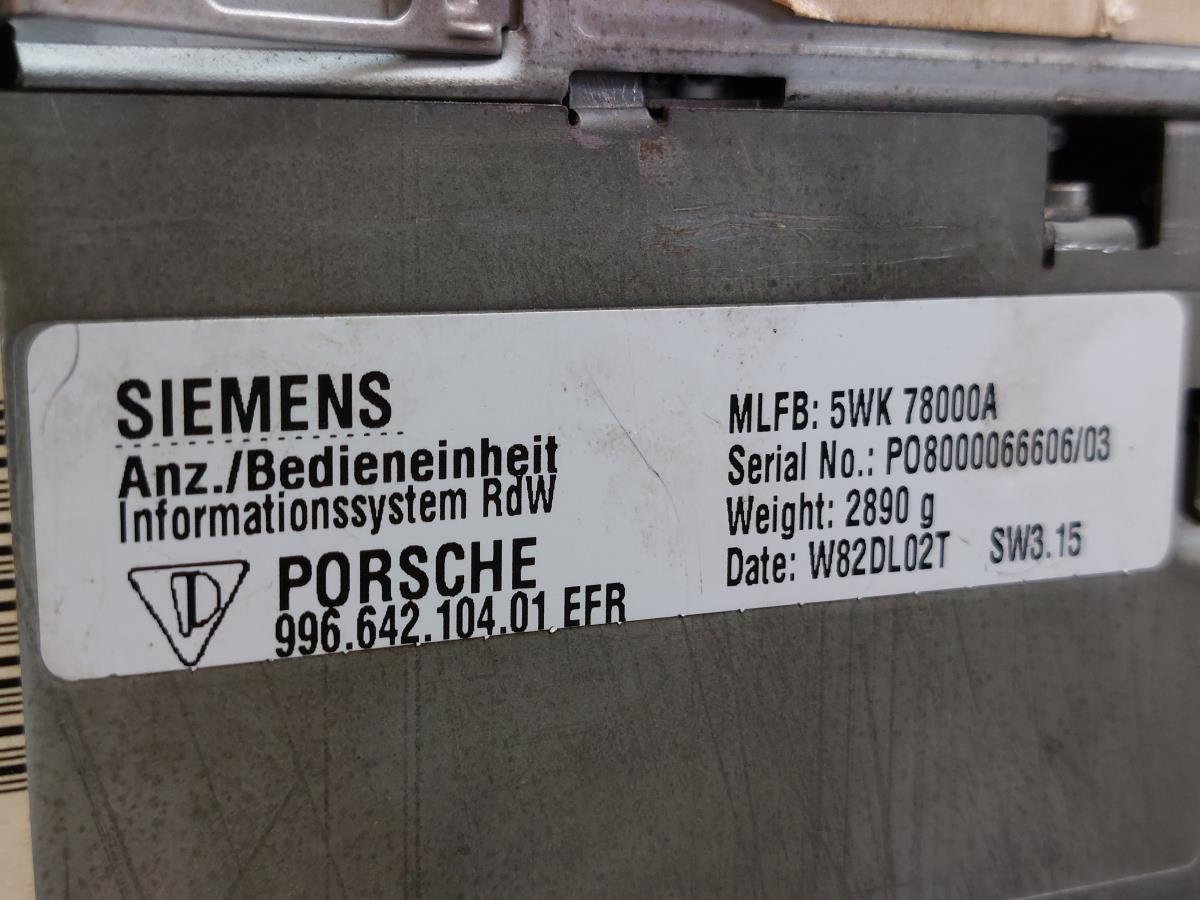 SIEMENS
Anz./Bedieneinheit
Informationssystem RdW
PORSCHE
996.642.104.01 EFR
MLFB: 5WK 78000A
Serial No.: PO8000066606/03
Weight: 2890 g
Date: W82DL02T SW3.15